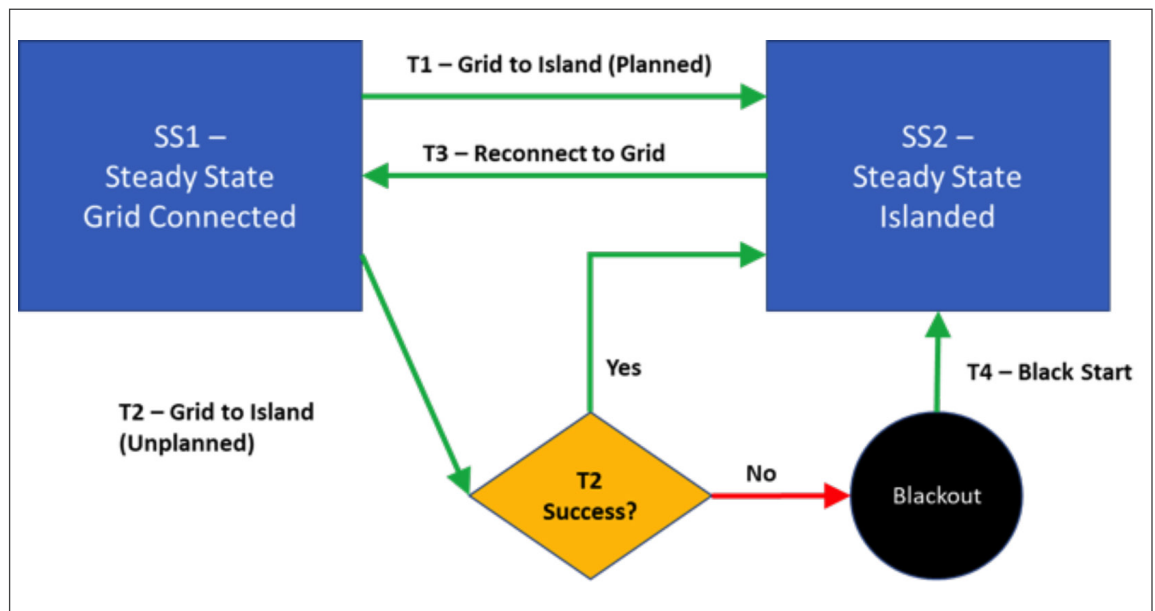 T1 – Grid to Island (Planned)
SS1 –
Steady State
Grid Connected
T3 – Reconnect to Grid
SS2 –
Steady State
Islanded
Yes
T4 – Black Start
T2 – Grid to Island
(Unplanned)
T2
Success?
No
Blackout